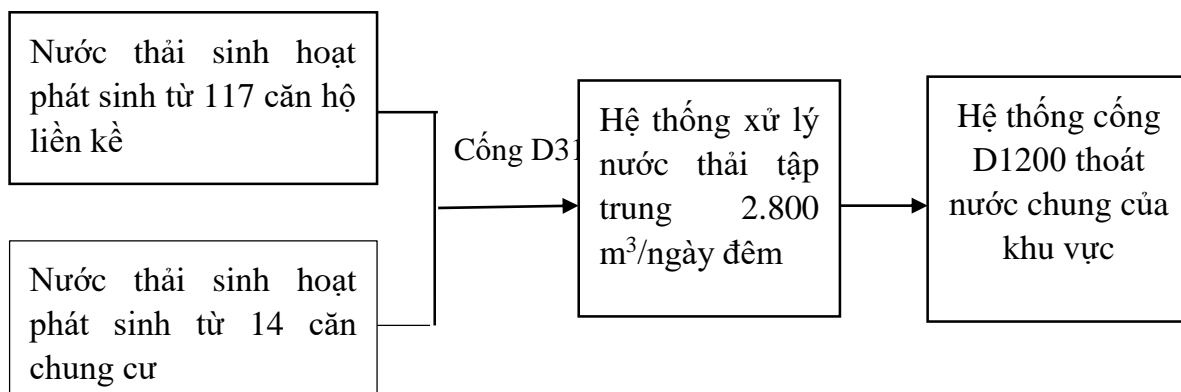 Nước thải sinh hoạt
phát sinh từ 117 căn hộ
liền kề
Cống D31
Hệ thống xử lý
nước thải tập
trung 2.800
m³/ngày đêm
Hệ thống cống
D1200 thoát
nước chung của
khu vực
Nước thải sinh hoạt
phát sinh từ 14 căn
chung cư